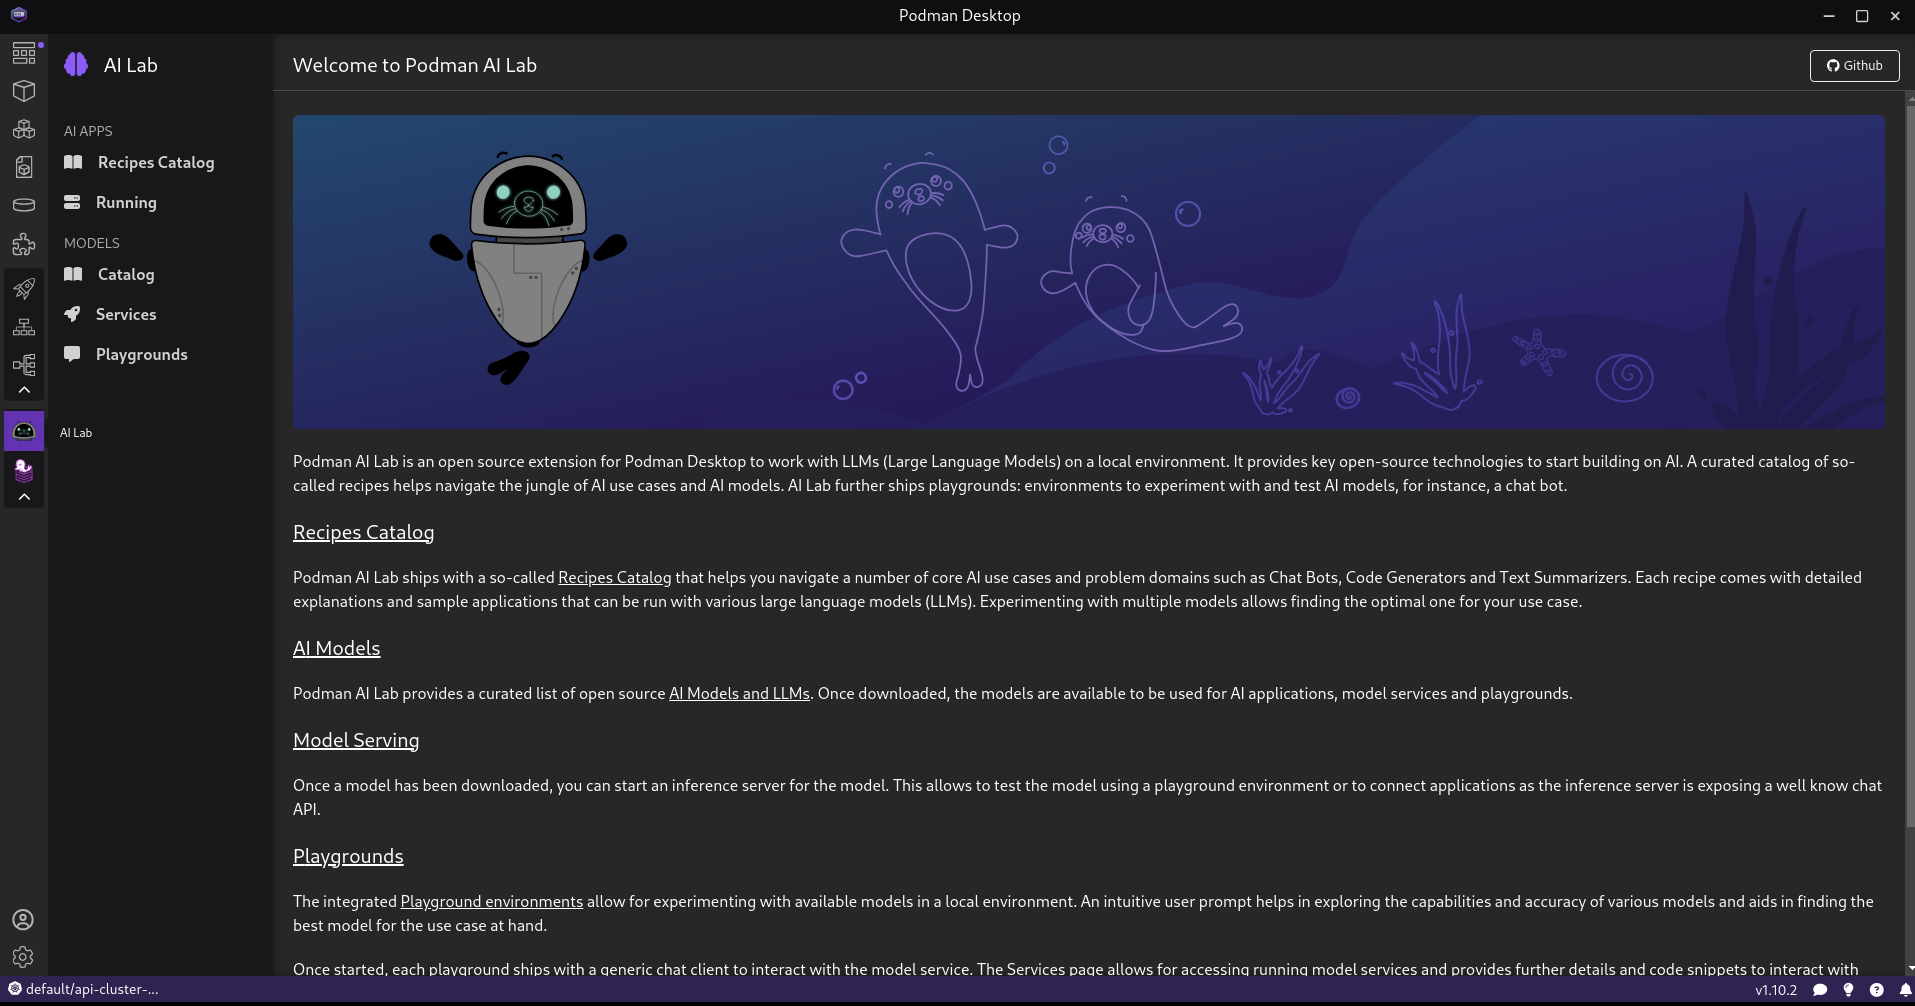 Podman Desktop
AI Lab
Welcome to Podman AI Lab
Github
AI APPS
Recipes Catalog
Running
MODELS
Catalog
Services
Playgrounds
AI Lab
Podman AI Lab is an open source extension for Podman Desktop to work with LLMs (Large Language Models) on a local environment. It provides key open-source technologies to start building on AI. A curated catalog of so-
called recipes helps navigate the jungle of AI use cases and AI models. AI Lab further ships playgrounds: environments to experiment with and test AI models, for instance, a chat bot.
Recipes Catalog
Podman AI Lab ships with a so-called Recipes Catalog that helps you navigate a number of core AI use cases and problem domains such as Chat Bots, Code Generators and Text Summarizers. Each recipe comes with detailed
explanations and sample applications that can be run with various large language models (LLMs). Experimenting with multiple models allows finding the optimal one for your use case.
AI Models
Podman AI Lab provides a curated list of open source AI Models and LLMs. Once downloaded, the models are available to be used for AI applications, model services and playgrounds.
Model Serving
Once a model has been downloaded, you can start an inference server for the model. This allows to test the model using a playground environment or to connect applications as the inference server is exposing a well know chat
API.
Playgrounds
The integrated Playground environments allow for experimenting with available models in a local environment. An intuitive user prompt helps in exploring the capabilities and accuracy of various models and aids in finding the
best model for the use case at hand.
Once started, each playground ships with a generic chat client to interact with the model service. The Services page allows for accessing running model services and provides further details and code snippets to interact with
default/api-cluster-...
v1.10.2